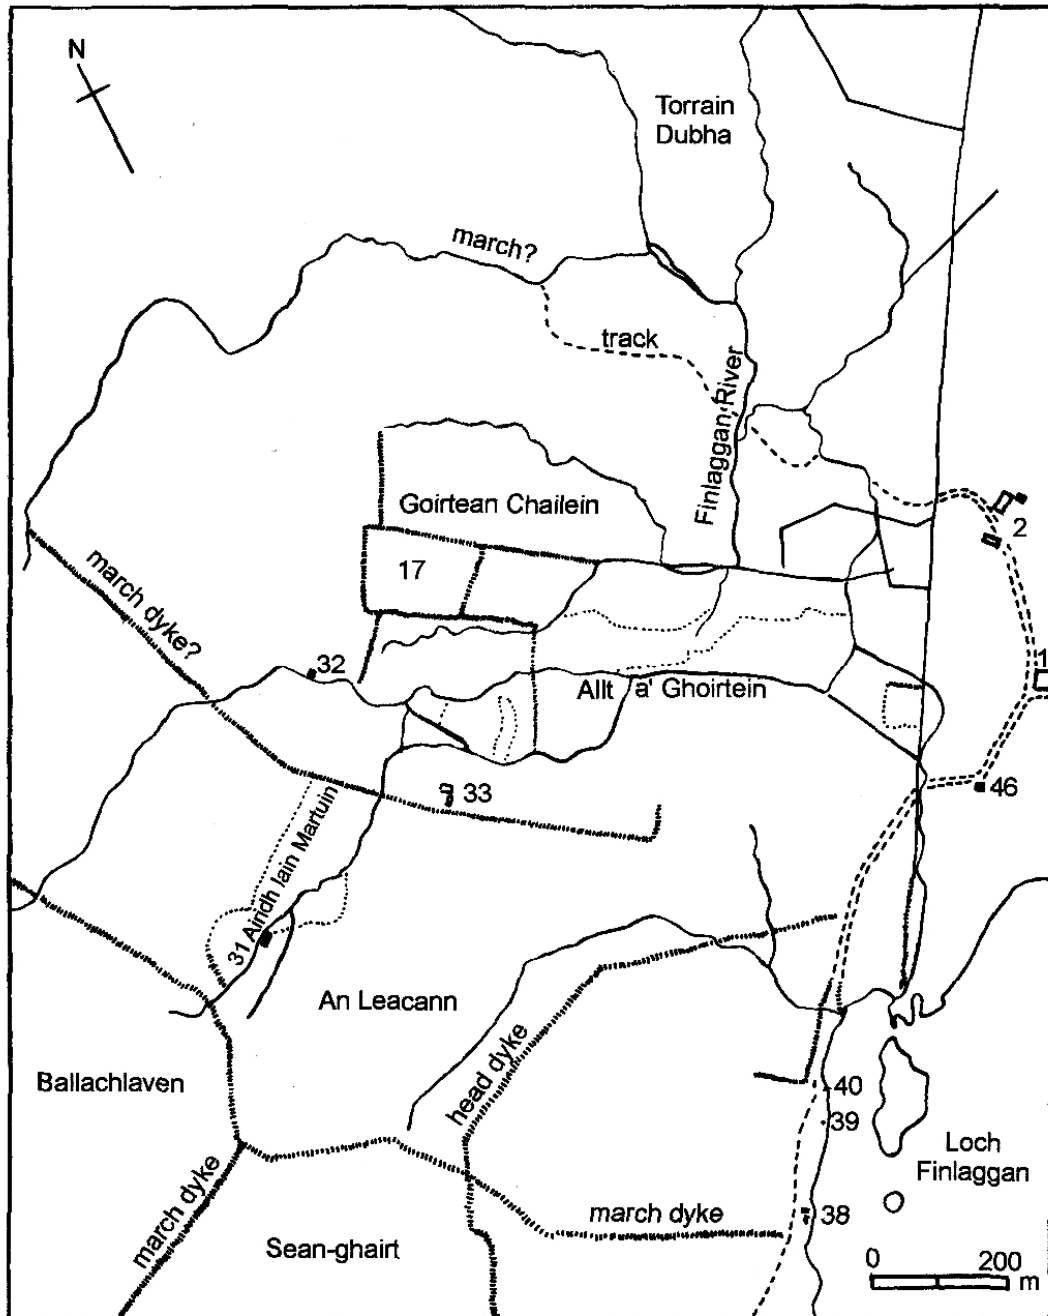 N
Torrain
Dubha
march?
track
Finlaggan River
Goirtean Chailein
2
17
march dyke?
32
1
Allt a' Ghoirtein
33
46
Aindh Iain Martuin
31
An Leacann
Ballachlaven
head dyke
40
39
Loch
Finlaggan
march dyke
march dyke
38
Sean-ghairt
0 200 m